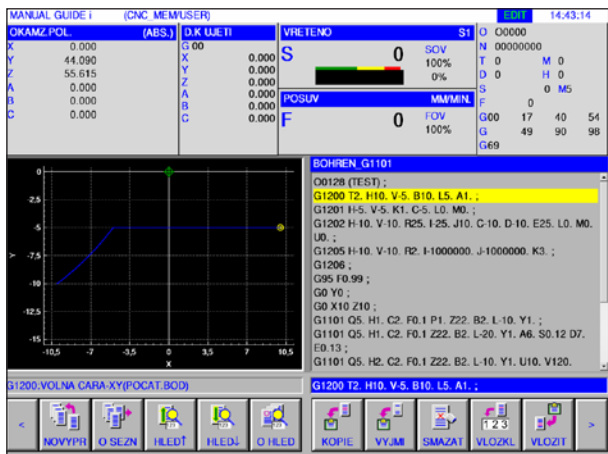 MANUAL GUIDE i (CNC_MEM/USER) EDIT 14:43:14
OKAMZ.POL. (ABS.)
X 0.000
Y 44.090
Z 55.615
A 0.000
B 0.000
C 0.000
D.K UJETI
G 00
X 0.000
Y 0.000
Z 0.000
A 0.000
B 0.000
C 0.000
VRETENO S1
S 0 SOV
100%
0%
POSUV MM/MIN.
F 0 FOV
100%
O O0000
N 00000000
T 0 M 0
D 0 H 0
S 0 M5
F 0
G00 17 40 54
G 49 90 98
G69
0
-2,5
-5
-7,5
-10
-12,5
-15
Y
-10,5 -7 -3,5 0 3,5 7 10,5
X
BOHREN_G1101
O0128 (TEST) ;
G1200 T2. H10. V-5. B10. L5. A1. ;
G1201 H-5. V-5. K1. C-5. L0. M0. ;
G1202 H-10. V-10. R25. I-25. J10. C-10. D-10. E25. L0. M0.
U0. ;
G1205 H-10. V-10. R2. I-1000000. J-1000000. K3. ;
G1206 ;
G95 F0.99 ;
G0 Y0 ;
G0 X10 Z10 ;
G1101 Q5. H1. C2. F0.1 P1. Z22. B2. L-10. Y1. ;
G1101 Q5. H1. C2. F0.1 Z22. B2. L-20. Y1. A6. S0.12 D7.
E0.13 ;
G1101 Q5. H2. C2. F0.1 Z22. B2. L-10. Y1. U10. V120.
G1200:VOLNA CARA-XY(POCAT.BOD)
G1200 T2. H10. V-5. B10. L5. A1. ;
< NOVYPR O SEZN HLED↑ HLED↓ O HLED KOPIE VYJMI SMAZAT VLOZKL VLOZIT >